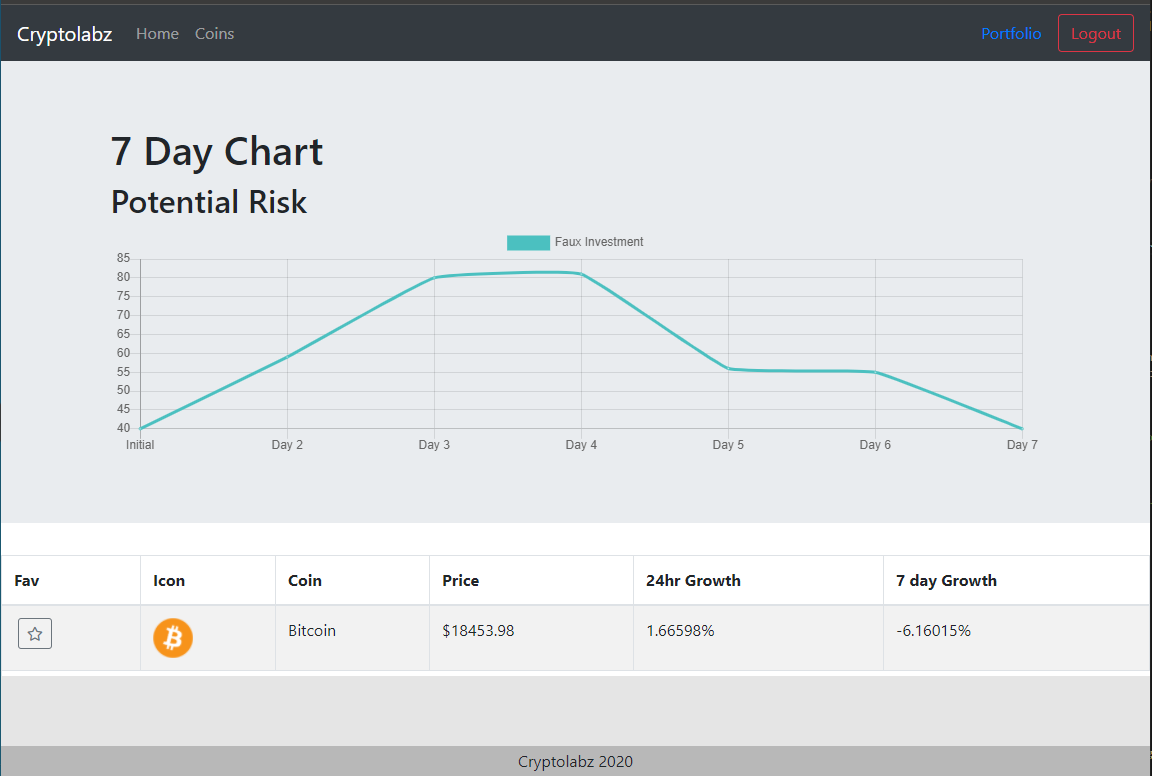 Cryptolabz Home Coins Portfolio Logout
7 Day Chart
Potential Risk
Faux Investment
85
80
75
70
65
60
55
50
45
40
Initial Day 2 Day 3 Day 4 Day 5 Day 6 Day 7
Fav Icon Coin Price 24hr Growth 7 day Growth
Bitcoin $18453.98 1.66598% -6.16015%
Cryptolabz 2020